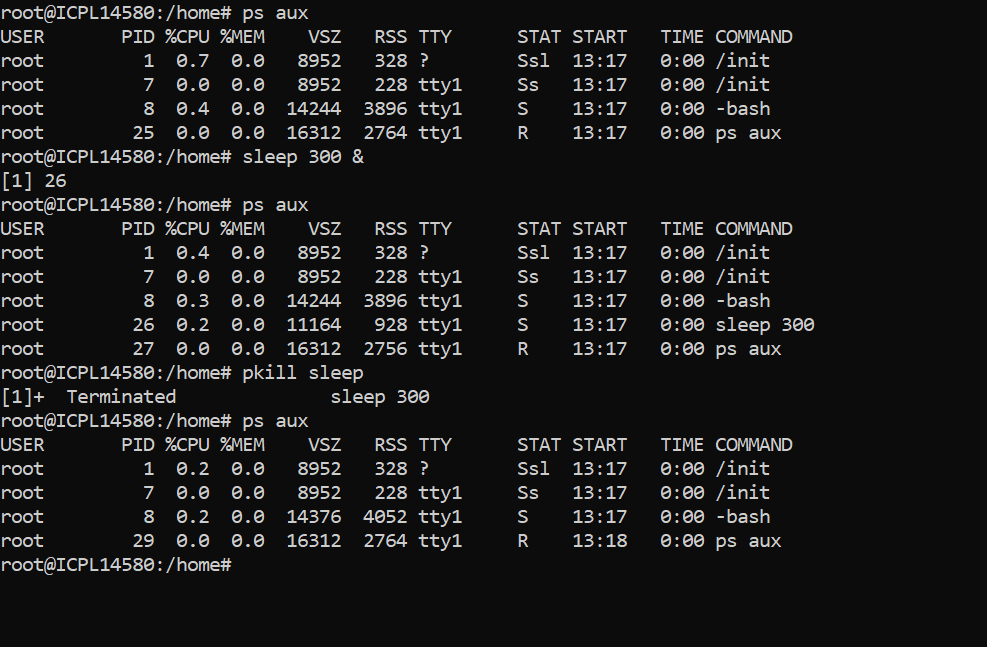 root@ICPL14580:/home# ps aux
USER       PID %CPU %MEM    VSZ   RSS TTY      STAT START   TIME COMMAND
root         1  0.7  0.0   8952   328 ?        Ssl  13:17   0:00 /init
root         7  0.0  0.0   8952   228 tty1     Ss   13:17   0:00 /init
root         8  0.4  0.0  14244  3896 tty1     S    13:17   0:00 -bash
root        25  0.0  0.0  16312  2764 tty1     R    13:17   0:00 ps aux
root@ICPL14580:/home# sleep 300 &
[1] 26
root@ICPL14580:/home# ps aux
USER       PID %CPU %MEM    VSZ   RSS TTY      STAT START   TIME COMMAND
root         1  0.4  0.0   8952   328 ?        Ssl  13:17   0:00 /init
root         7  0.0  0.0   8952   228 tty1     Ss   13:17   0:00 /init
root         8  0.3  0.0  14244  3896 tty1     S    13:17   0:00 -bash
root        26  0.2  0.0  11164   928 tty1     S    13:17   0:00 sleep 300
root        27  0.0  0.0  16312  2756 tty1     R    13:17   0:00 ps aux
root@ICPL14580:/home# pkill sleep
[1]+  Terminated              sleep 300
root@ICPL14580:/home# ps aux
USER       PID %CPU %MEM    VSZ   RSS TTY      STAT START   TIME COMMAND
root         1  0.2  0.0   8952   328 ?        Ssl  13:17   0:00 /init
root         7  0.0  0.0   8952   228 tty1     Ss   13:17   0:00 /init
root         8  0.2  0.0  14376  4052 tty1     S    13:17   0:00 -bash
root        29  0.0  0.0  16312  2764 tty1     R    13:18   0:00 ps aux
root@ICPL14580:/home#